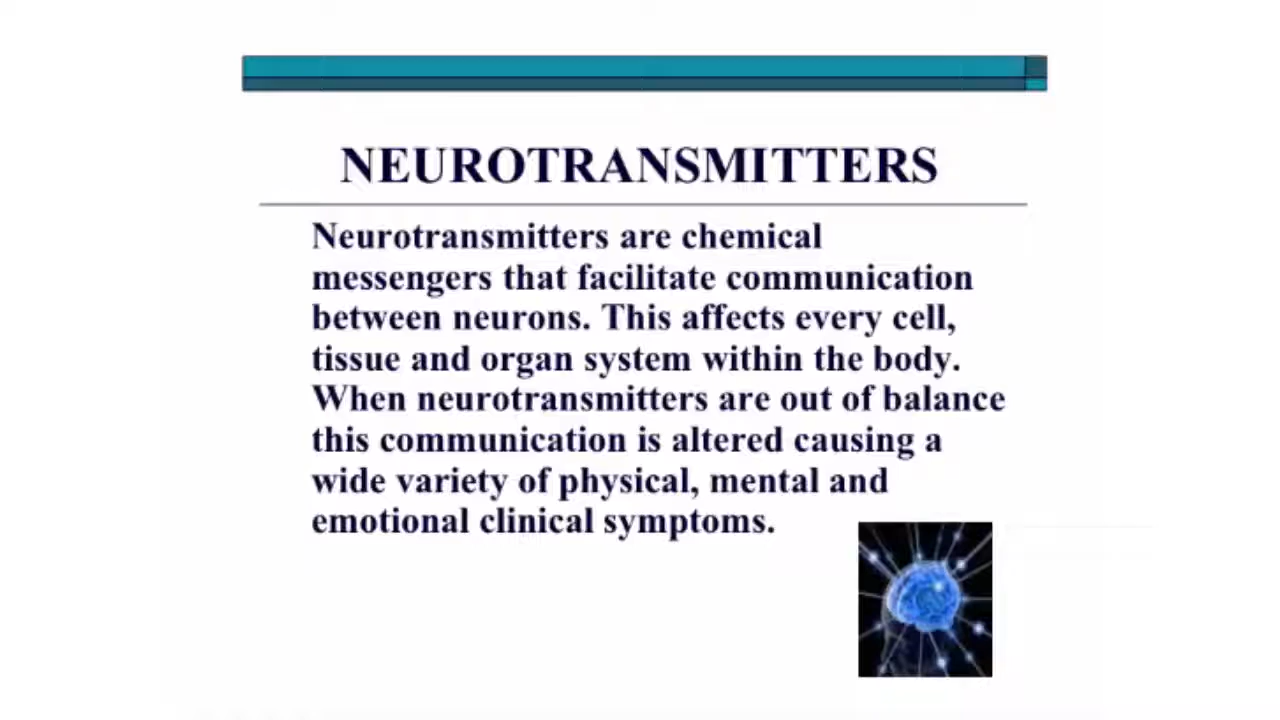 NEUROTRANSMITTERS
Neurotransmitters are chemical
messengers that facilitate communication
between neurons. This affects every cell,
tissue and organ system within the body.
When neurotransmitters are out of balance
this communication is altered causing a
wide variety of physical, mental and
emotional clinical symptoms.